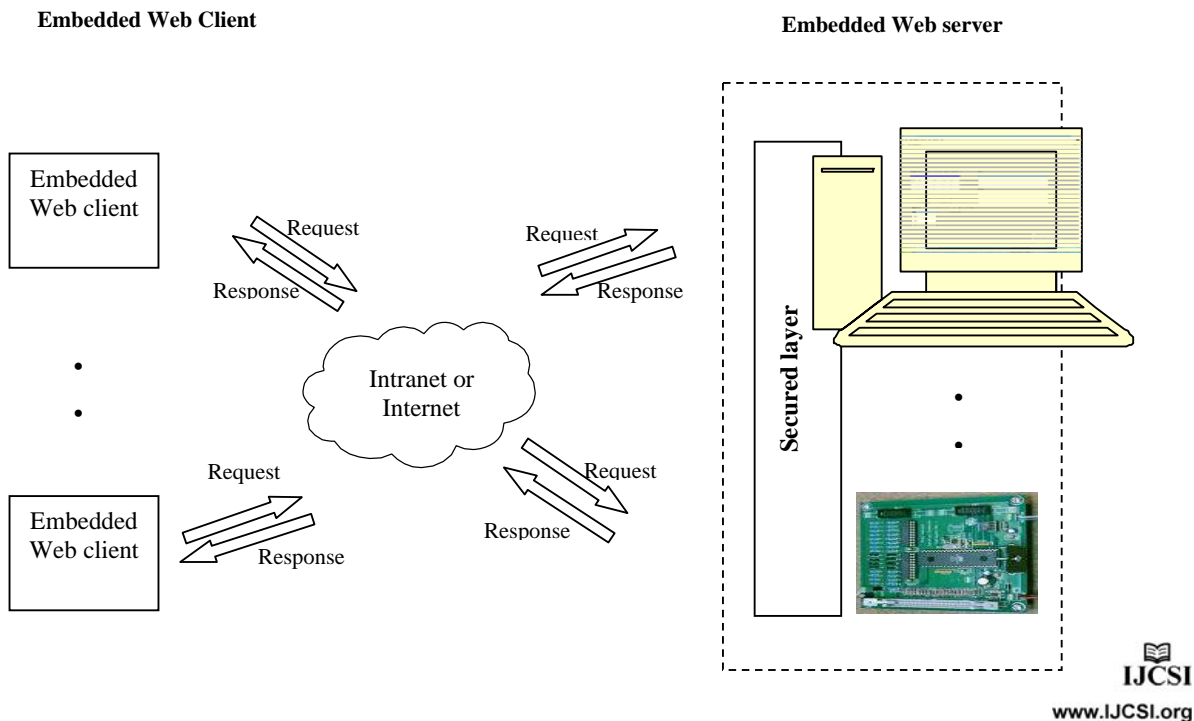 Embedded Web Client
Embedded Web server
Embedded
Web client
Request
Response
Request
Response
Intranet or
Internet
Secured layer
Embedded
Web client
Request
Response
Request
Response
IJCSI
www.IJCSI.org